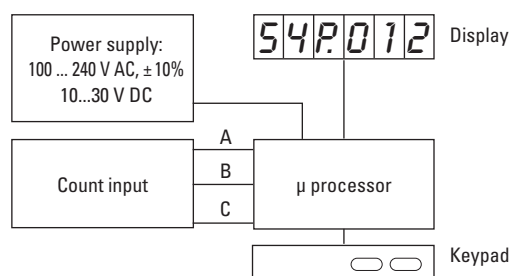 Power supply:
100 ... 240 V AC, ±10%
10...30 V DC
54P.012
Display
A
B
C
Count input
µ processor
Keypad